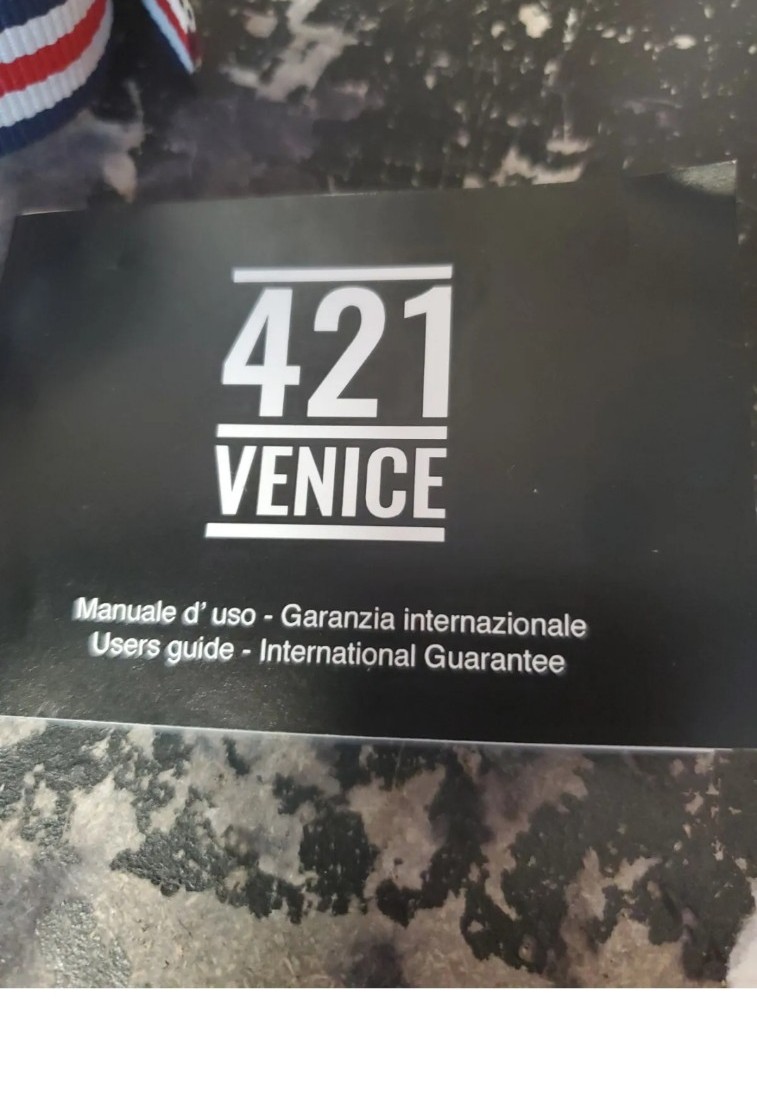 421
VENICE
Manuale d' uso - Garanzia internazionale
Users guide - International Guarantee